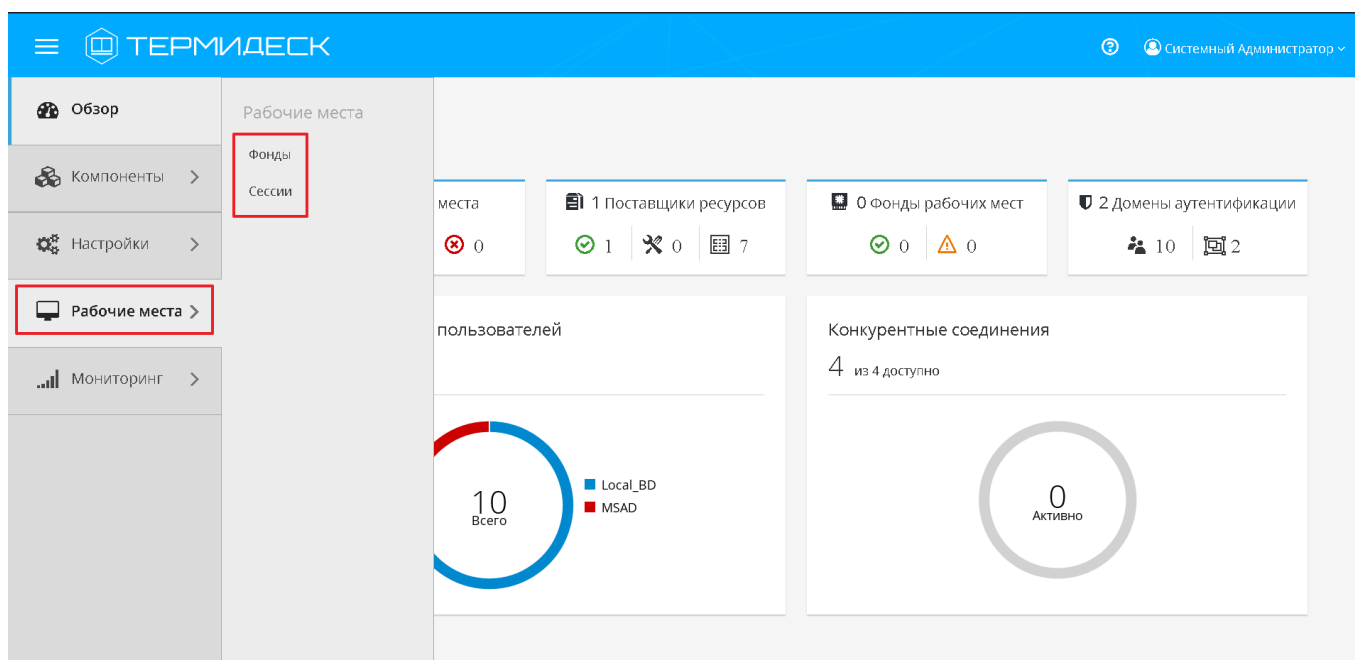 ТЕРМИДЕСК
Системный Администратор
Обзор
Компоненты
Настройки
Рабочие места
Мониторинг
Рабочие места
Фонды
Сессии
места
0
1 Поставщики ресурсов
1 0 7
0 Фонды рабочих мест
0 0
2 Домены аутентификации
10 2
пользователей
10
Всего
Local_BD
MSAD
Конкурентные соединения
4 из 4 доступно
0
Активно